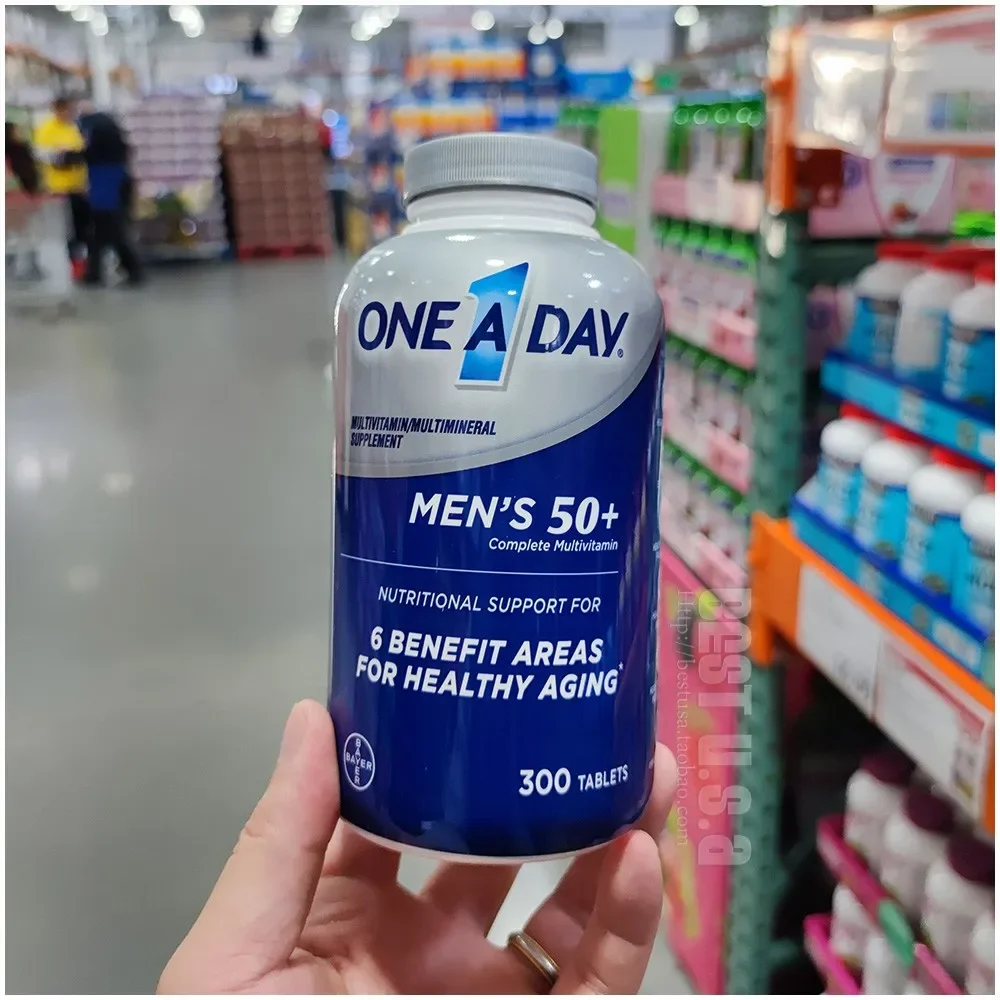 ONE A DAY®
1
MULTIVITAMIN/MULTIMINERAL
SUPPLEMENT
MEN'S 50+
Complete Multivitamin
NUTRITIONAL SUPPORT FOR
6 BENEFIT AREAS
FOR HEALTHY AGING*
BAYER
BAYER
300 TABLETS
BEST U.S.A
Http://bestusa.taobao.com